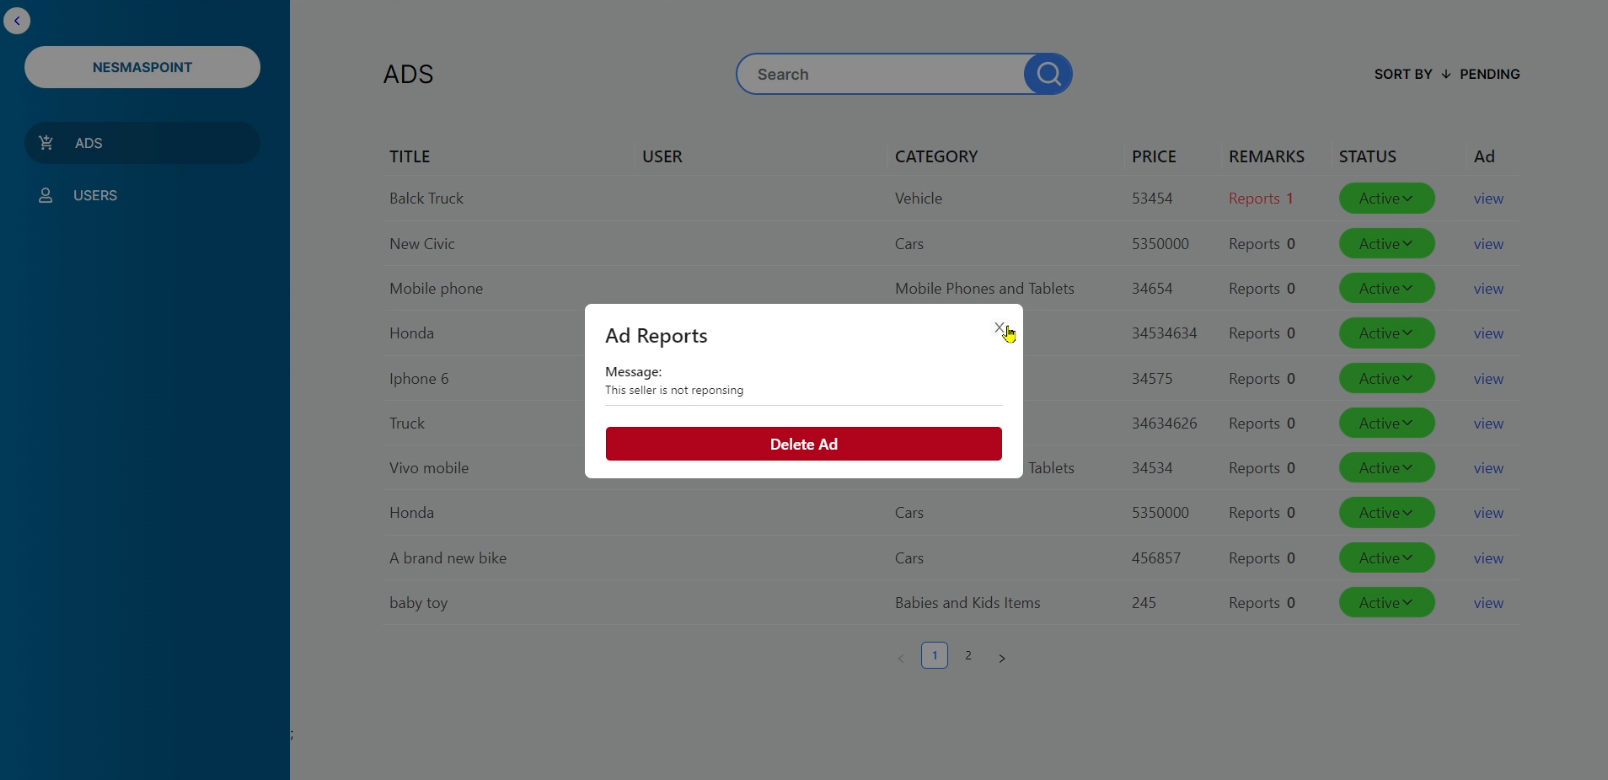 NESMASPOINT
ADS
USERS
ADS
Search
SORT BY ↓ PENDING
TITLE USER CATEGORY PRICE REMARKS STATUS Ad
Balck Truck Vehicle 53454 Reports 1 Active view
New Civic Cars 5350000 Reports 0 Active view
Mobile phone Mobile Phones and Tablets 34654 Reports 0 Active view
Honda 34534634 Reports 0 Active view
Iphone 6 34575 Reports 0 Active view
Truck 34634626 Reports 0 Active view
Vivo mobile Tablets 34534 Reports 0 Active view
Honda Cars 5350000 Reports 0 Active view
A brand new bike Cars 456857 Reports 0 Active view
baby toy Babies and Kids Items 245 Reports 0 Active view
Ad Reports X
Message:
This seller is not reponsing
Delete Ad
< 1 2 >
;